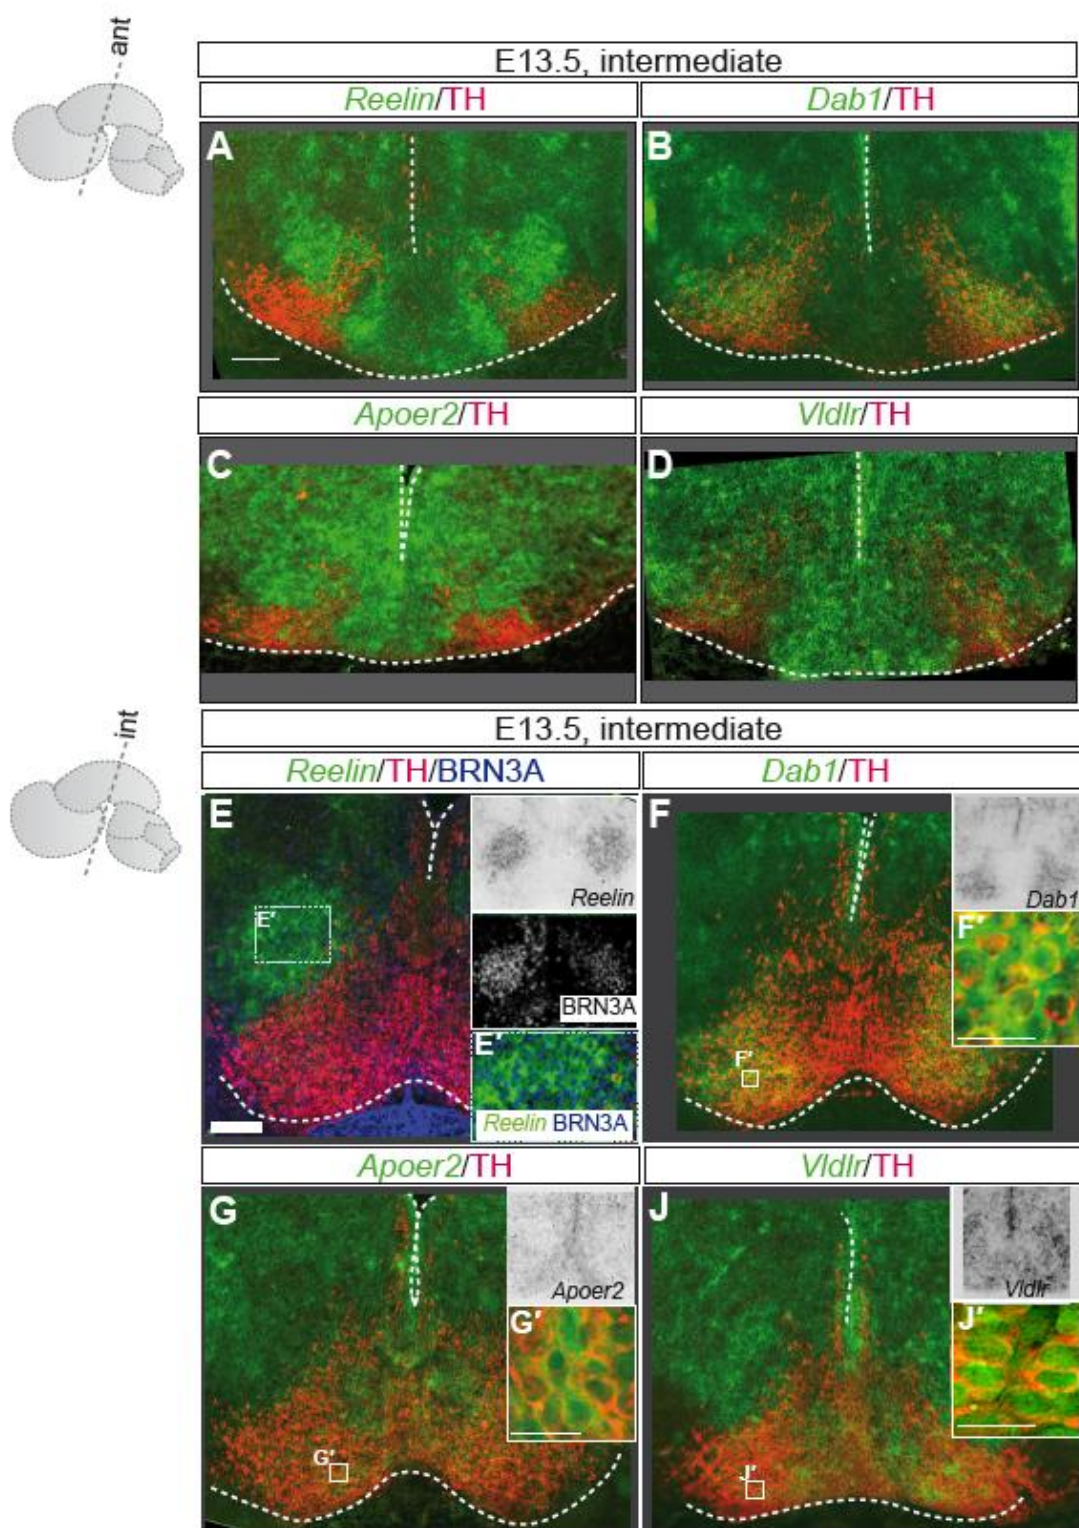 ant
E13.5, intermediate
Reelin/TH
Dab1/TH
A
B
Apoer2/TH
Vldlr/TH
C
D
int
E13.5, intermediate
Reelin/TH/BRN3A
Dab1/TH
E
Reelin
E′
BRN3A
E′
Reelin BRN3A
F
Dab1
F′
F′
Apoer2/TH
Vldlr/TH
G
Apoer2
G′
G′
J
Vldlr
J′
J′